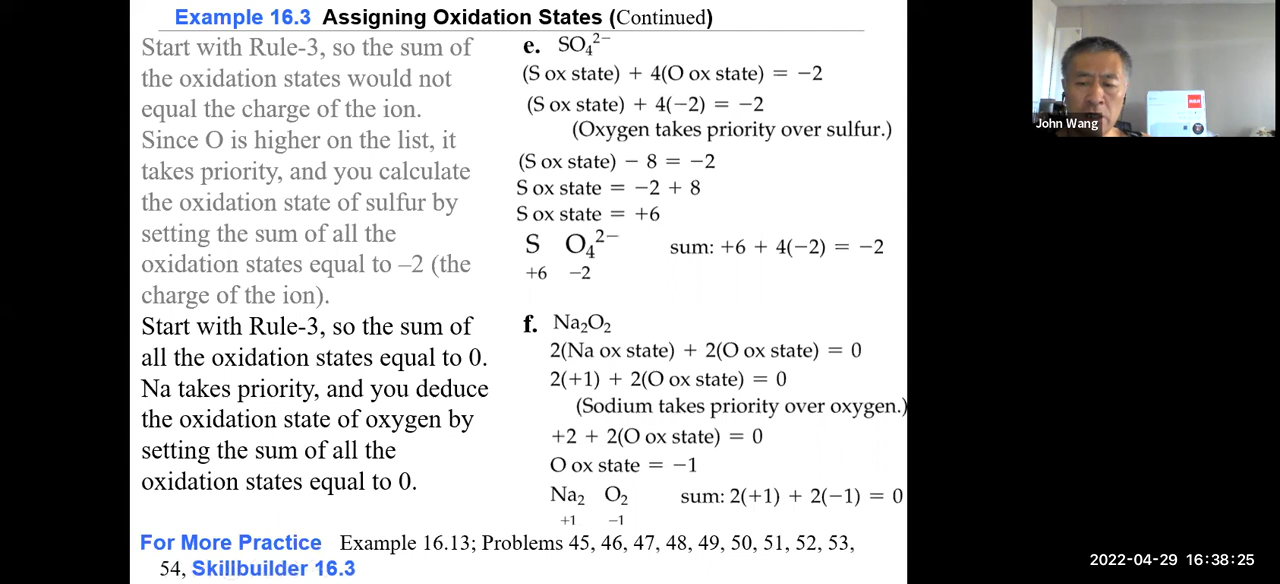 Example 16.3 Assigning Oxidation States (Continued)
Start with Rule-3, so the sum of
the oxidation states would not
equal the charge of the ion.
Since O is higher on the list, it
takes priority, and you calculate
the oxidation state of sulfur by
setting the sum of all the
oxidation states equal to –2 (the
charge of the ion).
Start with Rule-3, so the sum of
all the oxidation states equal to 0.
Na takes priority, and you deduce
the oxidation state of oxygen by
setting the sum of all the
oxidation states equal to 0.
e. SO₄²⁻
(S ox state) + 4(O ox state) = −2
(S ox state) + 4(−2) = −2
(Oxygen takes priority over sulfur.)
(S ox state) − 8 = −2
S ox state = −2 + 8
S ox state = +6
S O₄²⁻ sum: +6 + 4(−2) = −2
+6 −2
f. Na₂O₂
2(Na ox state) + 2(O ox state) = 0
2(+1) + 2(O ox state) = 0
(Sodium takes priority over oxygen.)
+2 + 2(O ox state) = 0
O ox state = −1
Na₂ O₂ sum: 2(+1) + 2(−1) = 0
+1 −1
For More Practice Example 16.13; Problems 45, 46, 47, 48, 49, 50, 51, 52, 53,
54, Skillbuilder 16.3
RCA
John Wang
2022-04-29 16:38:25